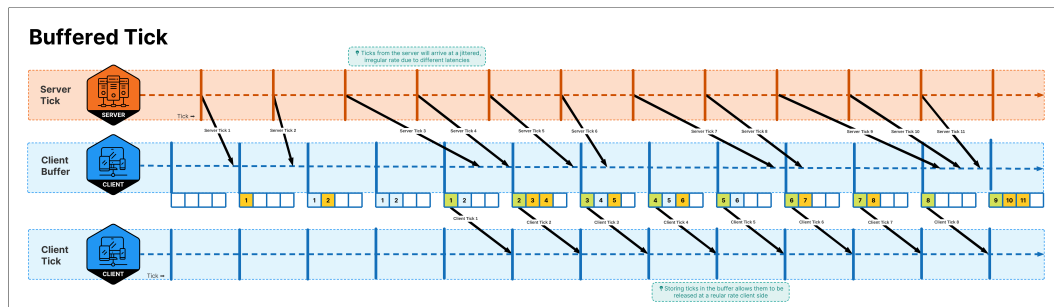 Buffered Tick
Ticks from the server will arrive at a jittered,
irregular rate due to different latencies
Server
Tick
SERVER
Tick
Server Tick 1
Server Tick 2
Server Tick 3
Server Tick 4
Server Tick 5
Server Tick 6
Server Tick 7
Server Tick 8
Server Tick 9
Server Tick 10
Server Tick 11
Client
Buffer
CLIENT
1
1 2
1 2
1 2
2 3 4
3 4 5
4 5 6
5 6
6 7
7 8
8
9 10 11
Client Tick 1
Client Tick 2
Client Tick 3
Client Tick 4
Client Tick 5
Client Tick 6
Client Tick 7
Client Tick 8
Client
Tick
CLIENT
Tick
Storing ticks in the buffer allows them to be
released at a reular rate client side